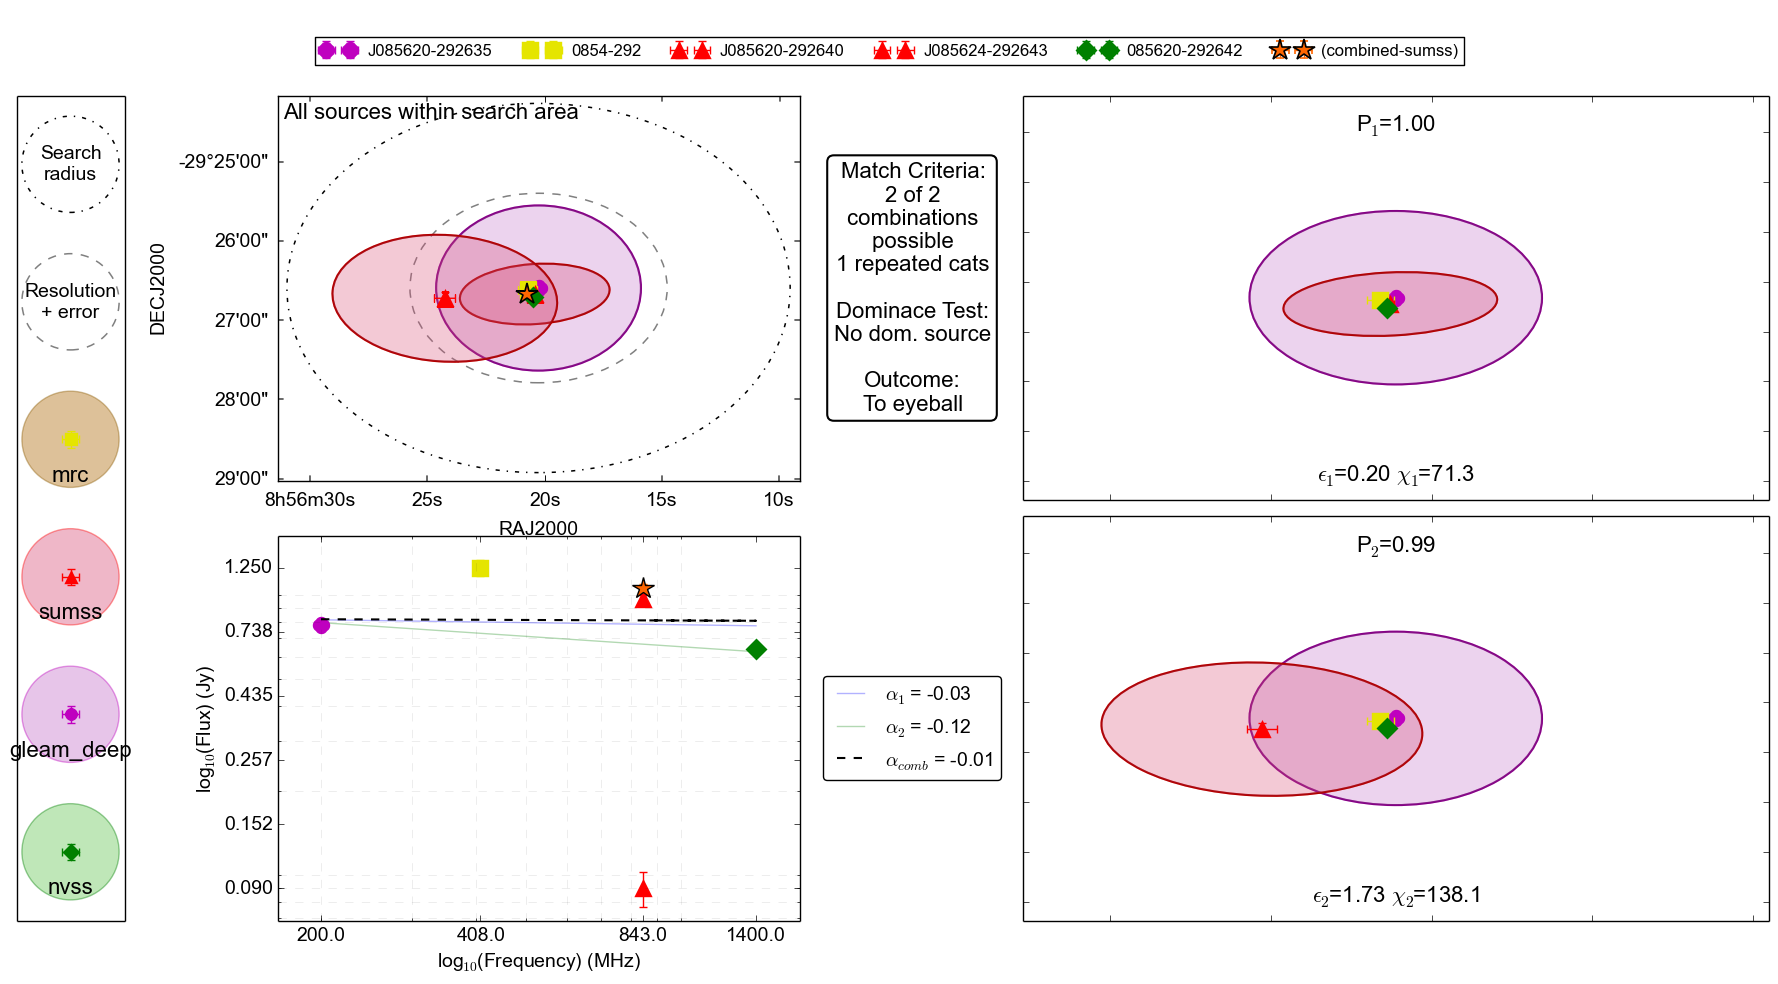 J085620-292635
0854-292
J085620-292640
J085624-292643
085620-292642
(combined-sumss)
Search
radius
Resolution
+ error
mrc
sumss
gleam_deep
nvss
All sources within search area
DECJ2000
-29°25'00"
26'00"
27'00"
28'00"
29'00"
8h56m30s
25s
20s
15s
10s
RAJ2000
Match Criteria:
2 of 2
combinations
possible
1 repeated cats
Dominace Test:
No dom. source
Outcome:
To eyeball
P₁=1.00
ϵ₁=0.20 χ₁=71.3
log₁₀(Flux) (Jy)
1.250
0.738
0.435
0.257
0.152
0.090
200.0
408.0
843.0
1400.0
log₁₀(Frequency) (MHz)
α₁ = -0.03
α₂ = -0.12
α_comb = -0.01
P₂=0.99
ϵ₂=1.73 χ₂=138.1